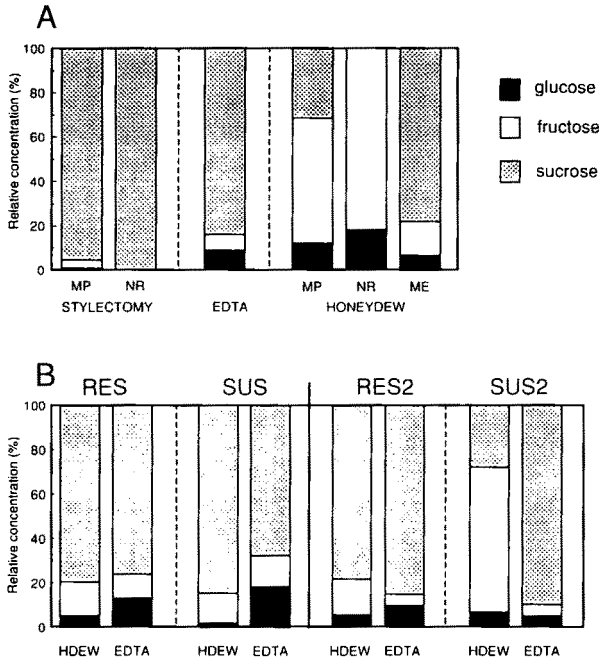 A
Relative concentration (%)
100
80
60
40
20
0
MP NR MP NR ME
STYLECTOMY EDTA HONEYDEW
glucose
fructose
sucrose
B
RES SUS RES2 SUS2
Relative concentration (%)
100
80
60
40
20
0
HDEW EDTA HDEW EDTA HDEW EDTA HDEW EDTA